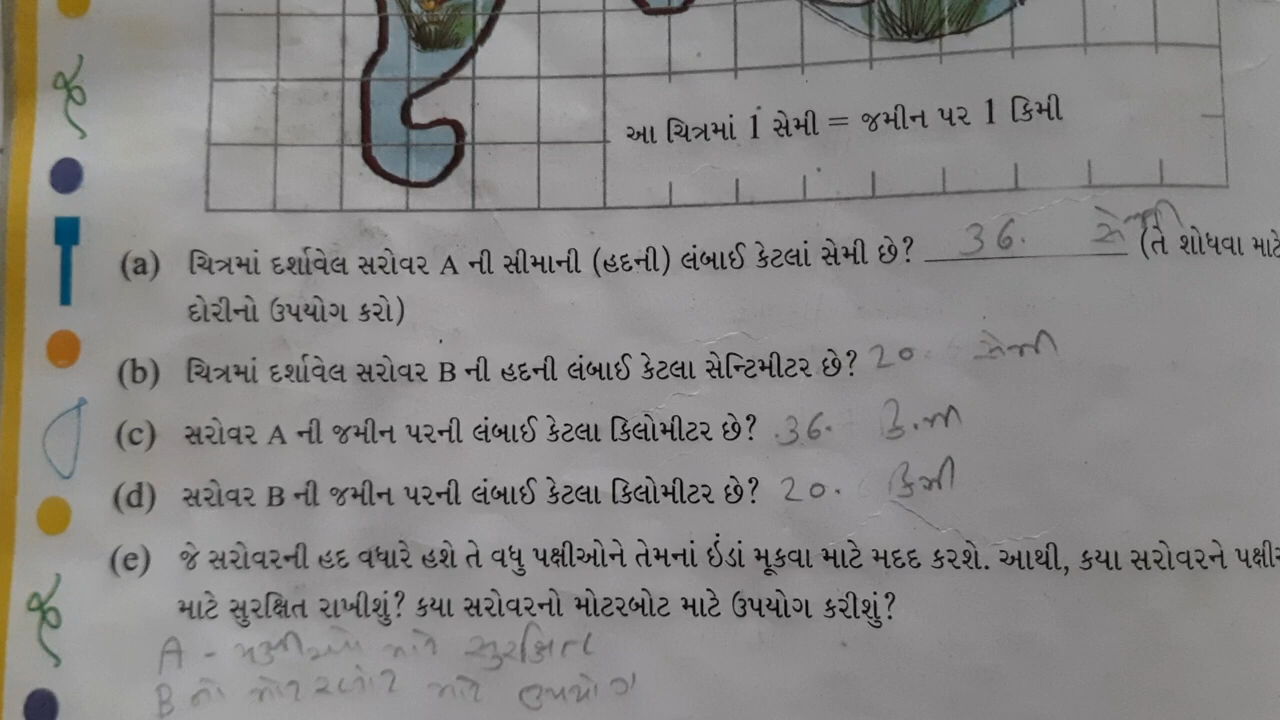 આ ચિત્રમાં 1 સેમી = જમીન પર 1 કિમી
(a) ચિત્રમાં દર્શાવેલ સરોવર A ની સીમાની (હદની) લંબાઈ કેટલાં સેમી છે? 36. સેમી (તે શોધવા માટે
દોરીનો ઉપયોગ કરો)
(b) ચિત્રમાં દર્શાવેલ સરોવર B ની હદની લંબાઈ કેટલા સેન્ટિમીટર છે? 20. સેમી
(c) સરોવર A ની જમીન પરની લંબાઈ કેટલા કિલોમીટર છે? 36. કિ.મી
(d) સરોવર B ની જમીન પરની લંબાઈ કેટલા કિલોમીટર છે? 20. કિમી
(e) જે સરોવરની હદ વધારે હશે તે વધુ પક્ષીઓને તેમનાં ઈંડાં મૂકવા માટે મદદ કરશે. આથી, કયા સરોવરને
માટે સુરક્ષિત રાખીશું? કયા સરોવરનો મોટરબોટ માટે ઉપયોગ કરીશું?
A - પક્ષીઓ માટે સુરક્ષિત
B નો મોટરબોટ માટે ઉપયોગ